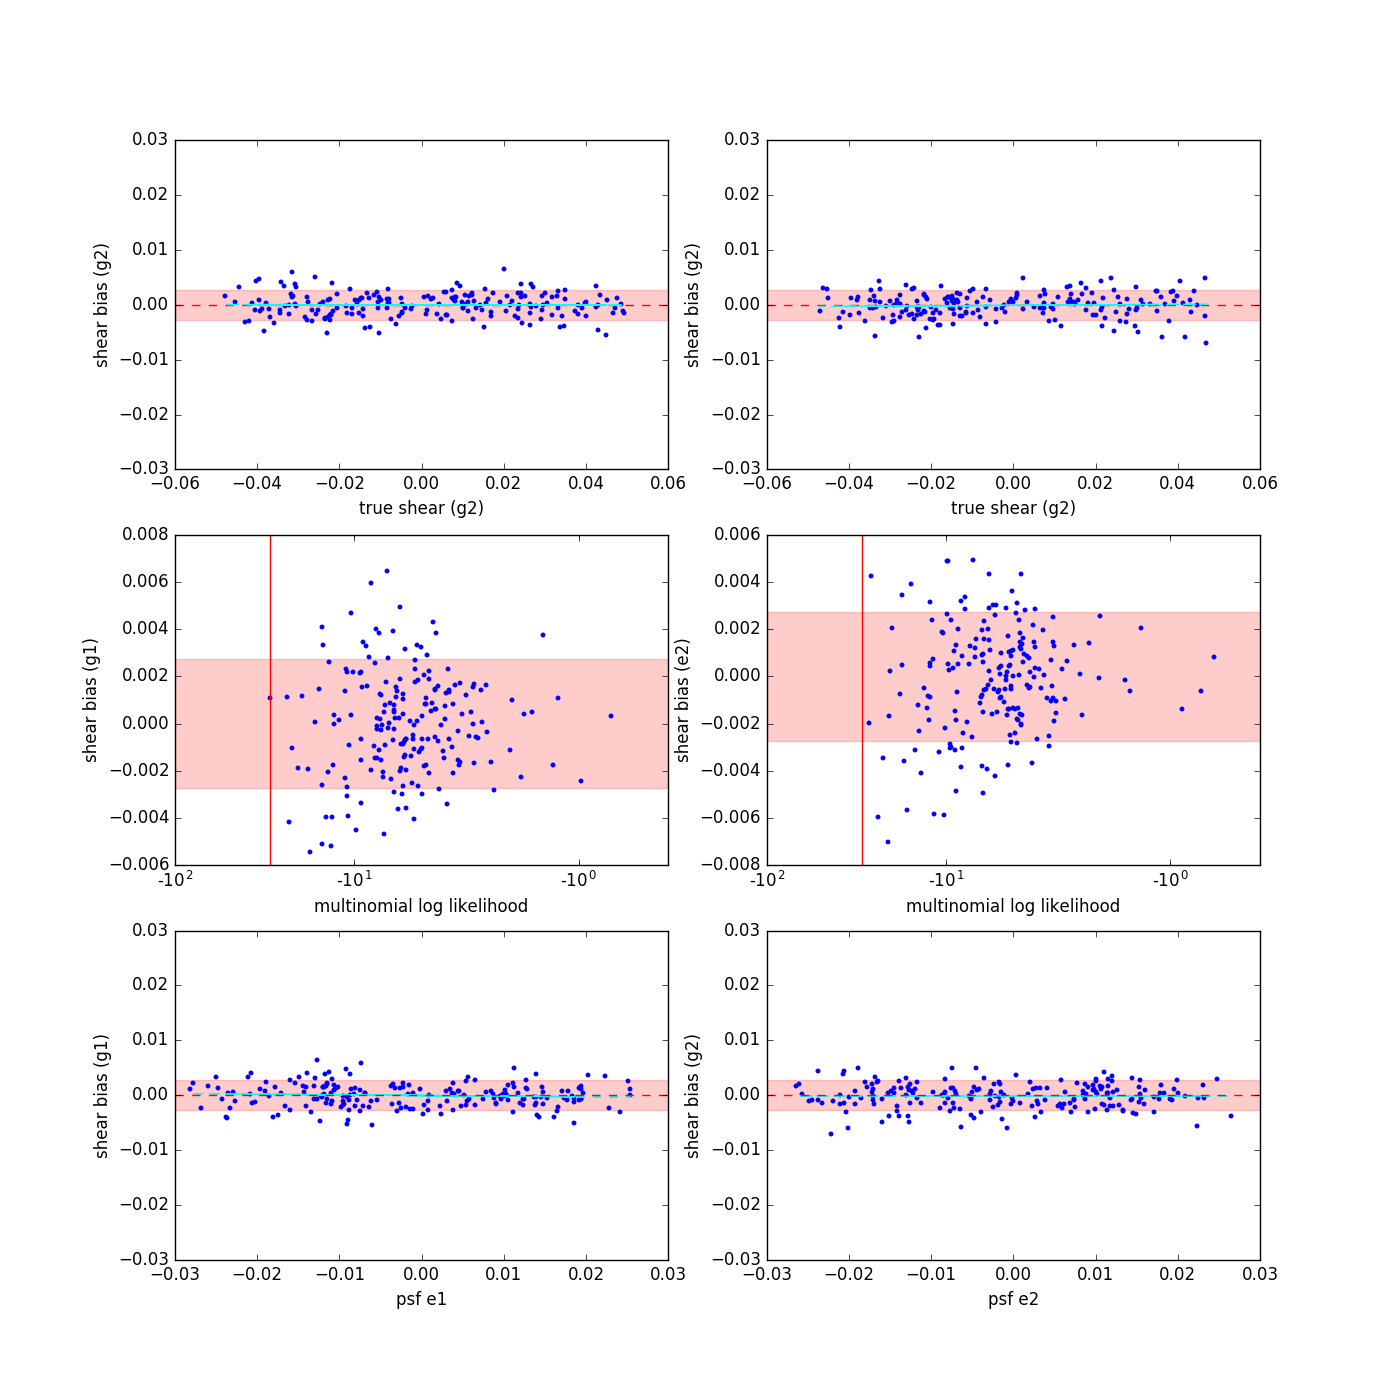 0.03
0.02
0.01
0.00
−0.01
−0.02
−0.03
shear bias (g2)
−0.06 −0.04 −0.02 0.00 0.02 0.04 0.06
true shear (g2)
0.03
0.02
0.01
0.00
−0.01
−0.02
−0.03
shear bias (g2)
−0.06 −0.04 −0.02 0.00 0.02 0.04 0.06
true shear (g2)
0.008
0.006
0.004
0.002
0.000
−0.002
−0.004
−0.006
shear bias (g1)
-10² -10¹ -10⁰
multinomial log likelihood
0.006
0.004
0.002
0.000
−0.002
−0.004
−0.006
−0.008
shear bias (e2)
-10² -10¹ -10⁰
multinomial log likelihood
0.03
0.02
0.01
0.00
−0.01
−0.02
−0.03
shear bias (g1)
−0.03 −0.02 −0.01 0.00 0.01 0.02 0.03
psf e1
0.03
0.02
0.01
0.00
−0.01
−0.02
−0.03
shear bias (g2)
−0.03 −0.02 −0.01 0.00 0.01 0.02 0.03
psf e2